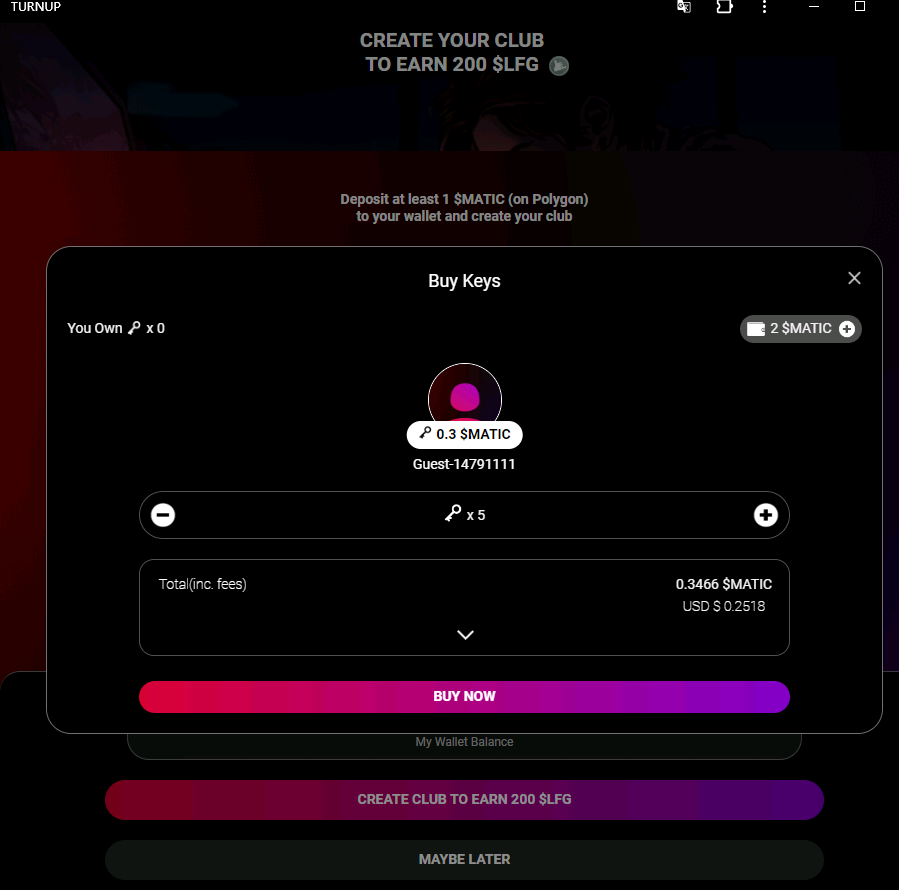 TURNUP
CREATE YOUR CLUB
TO EARN 200 $LFG
Deposit at least 1 $MATIC (on Polygon)
to your wallet and create your club
Buy Keys
You Own x 0
2 $MATIC
0.3 $MATIC
Guest-14791111
x 5
Total(inc. fees)
0.3466 $MATIC
USD $ 0.2518
BUY NOW
My Wallet Balance
CREATE CLUB TO EARN 200 $LFG
MAYBE LATER